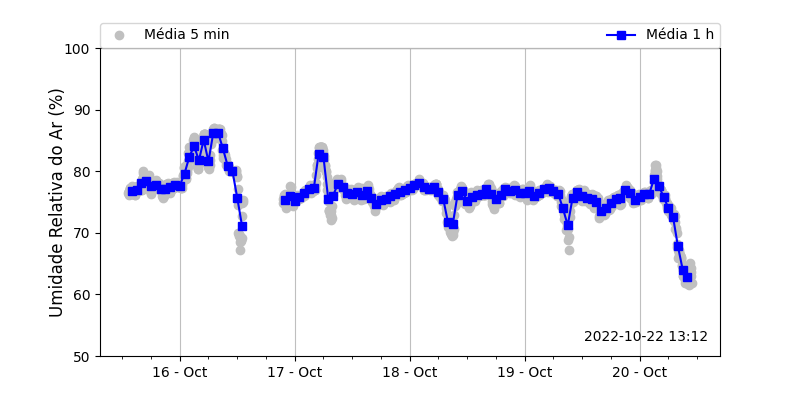 Média 5 min
Média 1 h
100
90
80
70
60
50
Umidade Relativa do Ar (%)
2022-10-22 13:12
16 - Oct
17 - Oct
18 - Oct
19 - Oct
20 - Oct